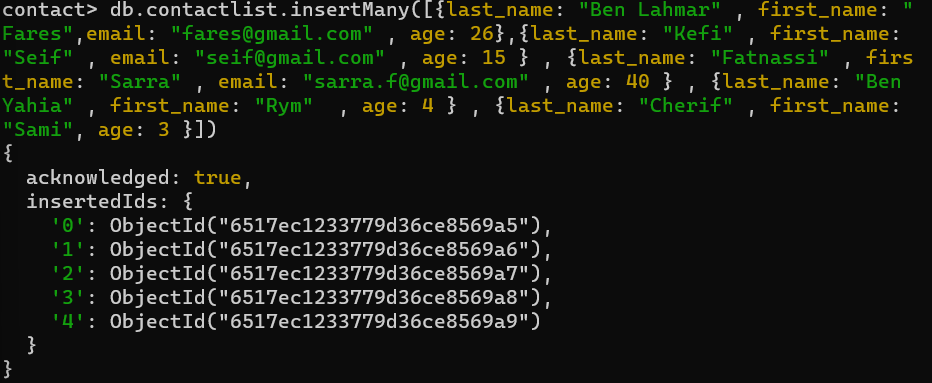 contact> db.contactlist.insertMany([{last_name: "Ben Lahmar" , first_name: "
Fares",email: "fares@gmail.com" , age: 26},{last_name: "Kefi" , first_name:
"Seif" , email: "seif@gmail.com" , age: 15 } , {last_name: "Fatnassi" , firs
t_name: "Sarra" , email: "sarra.f@gmail.com" , age: 40 } , {last_name: "Ben
Yahia" , first_name: "Rym"  , age: 4 } , {last_name: "Cherif" , first_name:
"Sami", age: 3 }])
{
  acknowledged: true,
  insertedIds: {
    '0': ObjectId("6517ec1233779d36ce8569a5"),
    '1': ObjectId("6517ec1233779d36ce8569a6"),
    '2': ObjectId("6517ec1233779d36ce8569a7"),
    '3': ObjectId("6517ec1233779d36ce8569a8"),
    '4': ObjectId("6517ec1233779d36ce8569a9")
  }
}